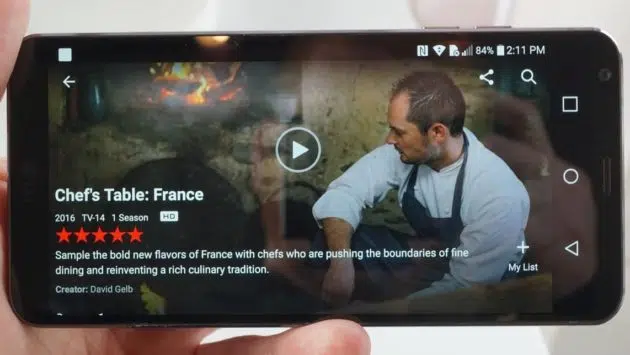 84% 2:11 PM
Chef's Table: France
2016 TV-14 1 Season HD
Sample the bold new flavors of France with chefs who are pushing the boundaries of fine
dining and reinventing a rich culinary tradition.
My List
Creator: David Gelb